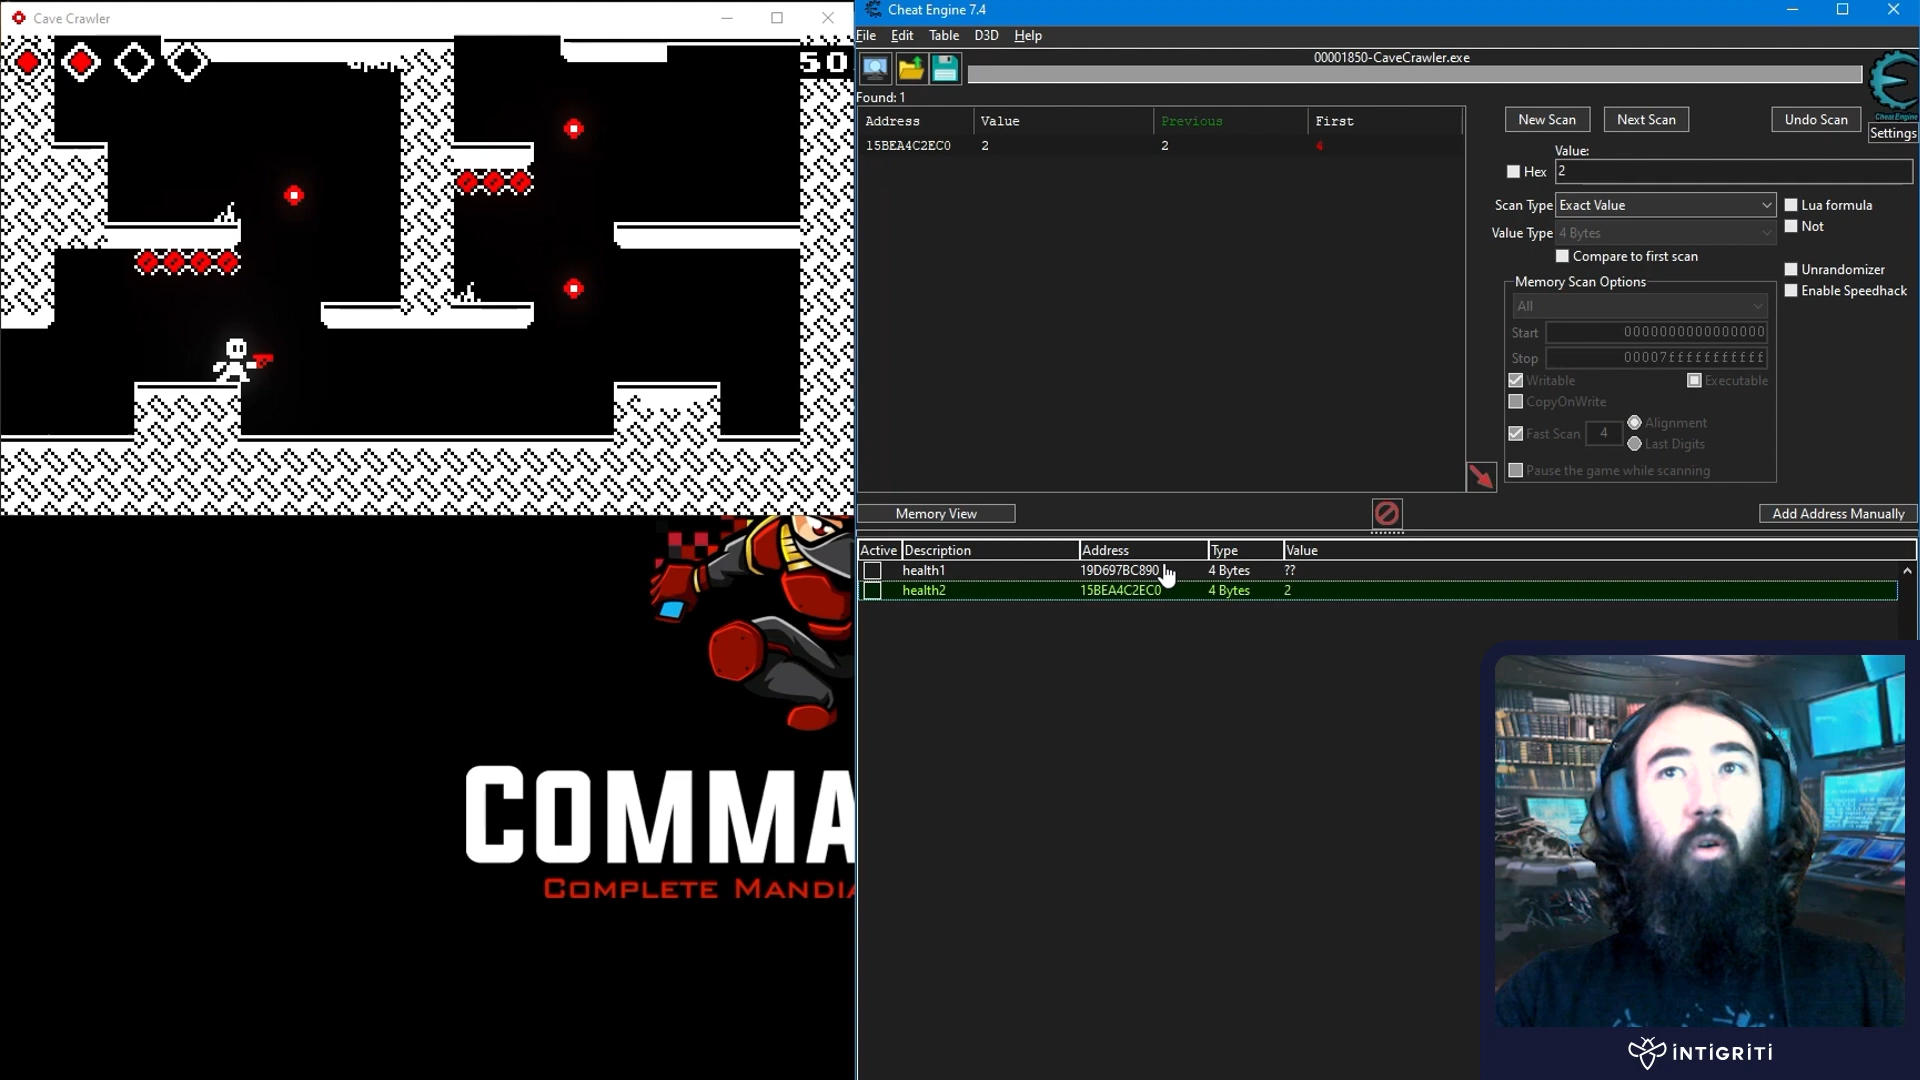 Cave Crawler
50
Cheat Engine 7.4
File Edit Table D3D Help
00001850-CaveCrawler.exe
Found: 1
Address Value Previous First
15BEA4C2EC0 2 2 4
New Scan Next Scan Undo Scan
Cheat Engine
Settings
Value:
Hex 2
Scan Type Exact Value
Lua formula
Not
Value Type 4 Bytes
Compare to first scan
Unrandomizer
Enable Speedhack
Memory Scan Options
All
Start 0000000000000000
Stop 00007fffffffffff
Writable Executable
CopyOnWrite
Fast Scan 4 Alignment
Last Digits
Pause the game while scanning
Memory View
Add Address Manually
Active Description Address Type Value
health1 19D697BC890 4 Bytes ??
health2 15BEA4C2EC0 4 Bytes 2
COMMA
COMPLETE MANDIA
INTIGRITI